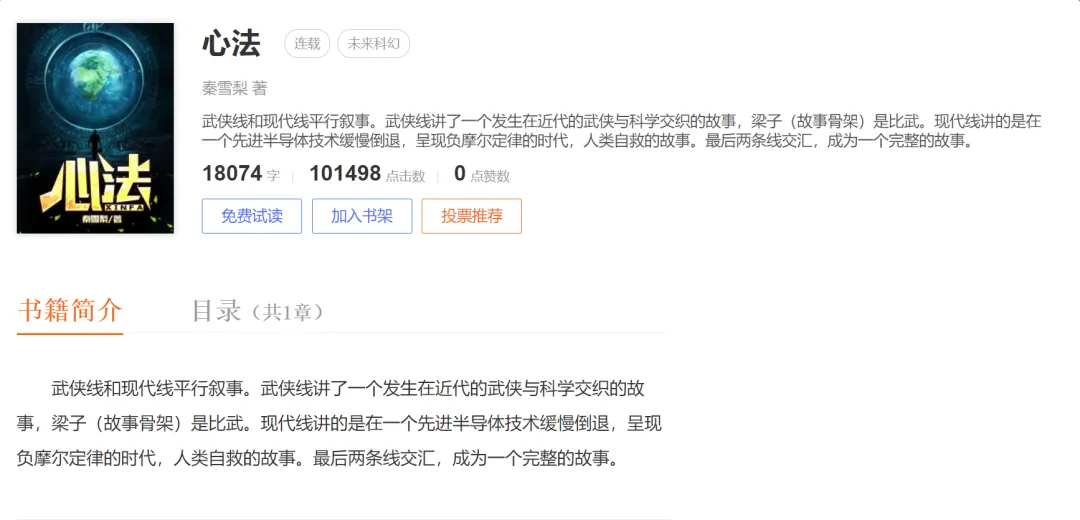 心法 连载 未来科幻
秦雪梨 著
武侠线和现代线平行叙事。武侠线讲了一个发生在近代的武侠与科学交织的故事，梁子（故事骨架）是比武。现代线讲的是在
一个先进半导体技术缓慢倒退，呈现负摩尔定律的时代，人类自救的故事。最后两条线交汇，成为一个完整的故事。
18074 字 | 101498 点击数 | 0 点赞数
免费试读 加入书架 投票推荐
心法
XINFA
秦雪梨/著
书籍简介 目录（共1章）
武侠线和现代线平行叙事。武侠线讲了一个发生在近代的武侠与科学交织的故
事，梁子（故事骨架）是比武。现代线讲的是在一个先进半导体技术缓慢倒退，呈现
负摩尔定律的时代，人类自救的故事。最后两条线交汇，成为一个完整的故事。